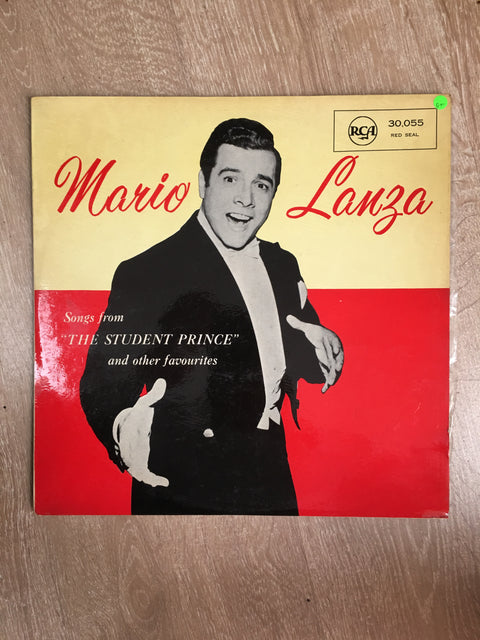 RCA
30,055
RED SEAL
Mario Lanza
Songs from
"THE STUDENT PRINCE"
and other favourites